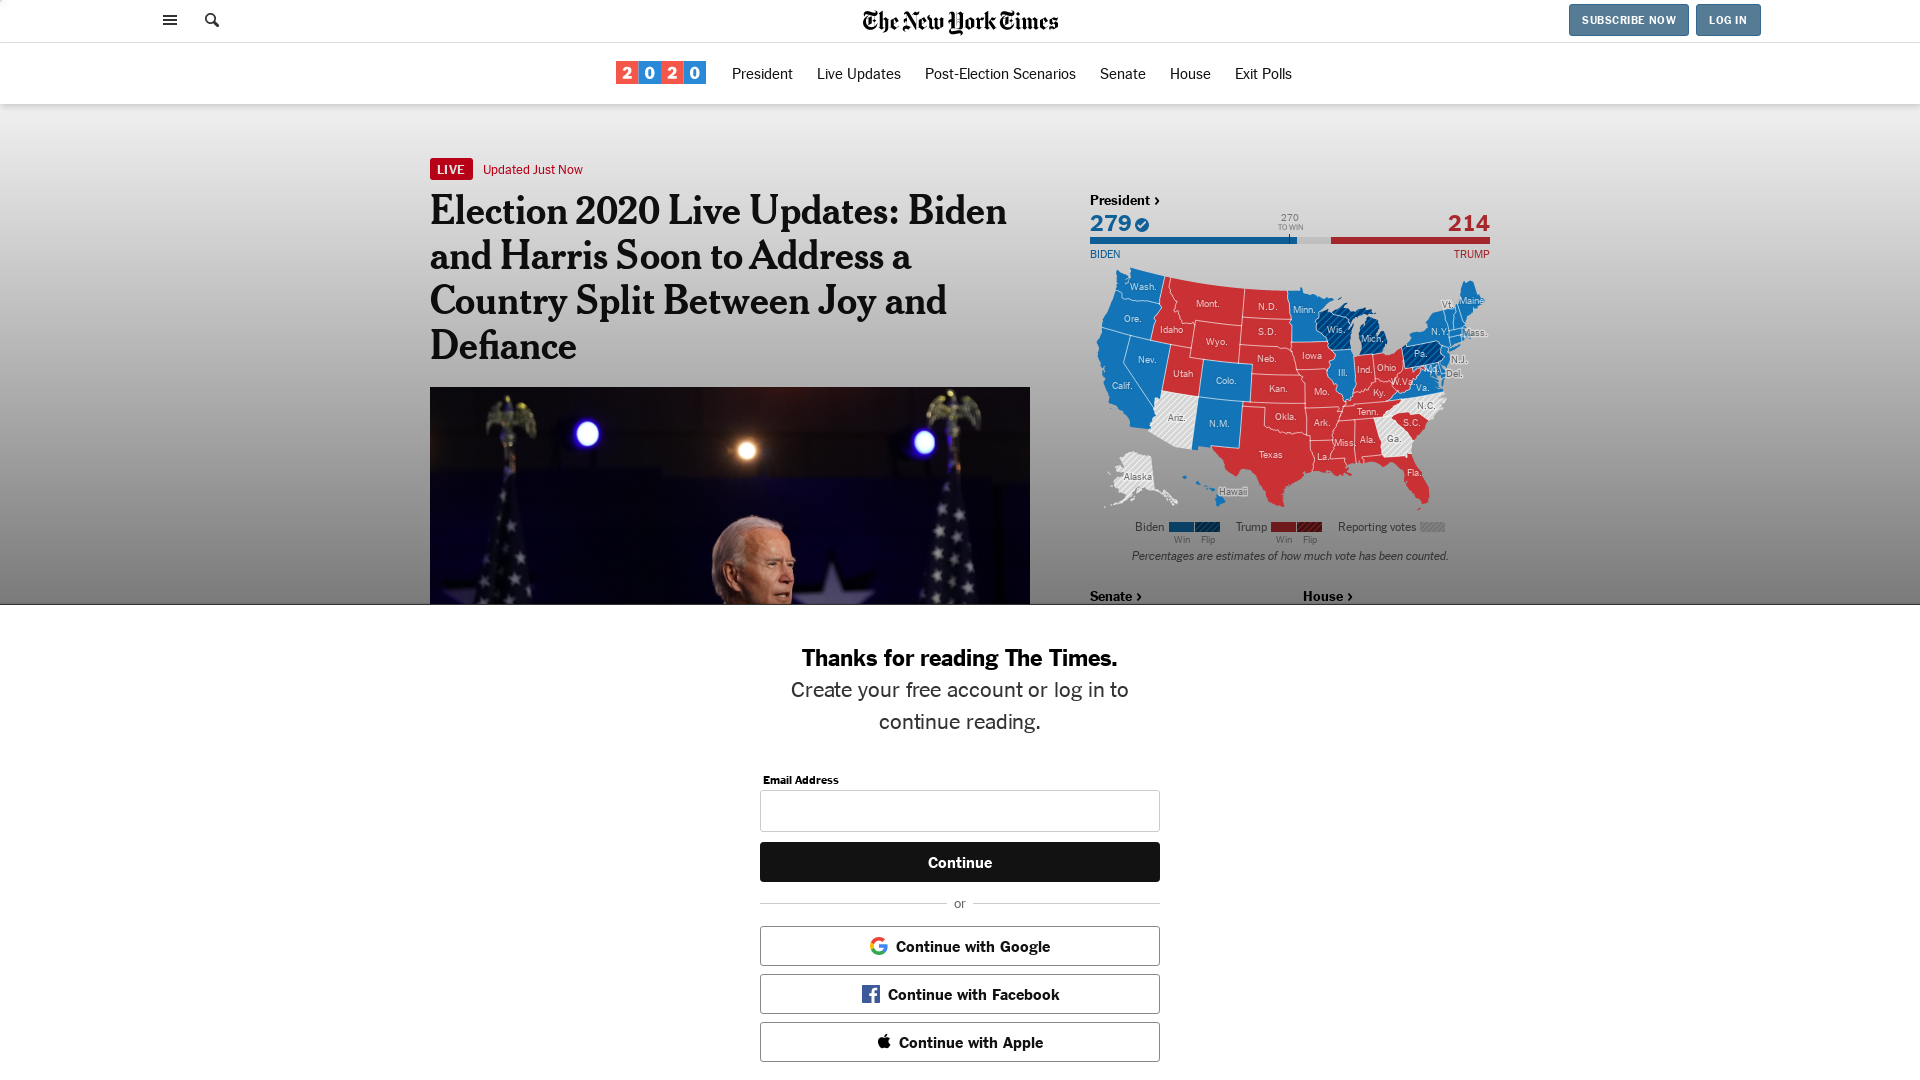 The New York Times
SUBSCRIBE NOW
LOG IN
2020
President
Live Updates
Post-Election Scenarios
Senate
House
Exit Polls
LIVE
Updated Just Now
Election 2020 Live Updates: Biden
and Harris Soon to Address a
Country Split Between Joy and
Defiance
President ›
279
270
TO WIN
214
BIDEN
TRUMP
Wash.
Mont.
N.D.
Minn.
Vt.
Maine
Ore.
Idaho
S.D.
Wis.
Mich.
N.Y.
Mass.
Wyo.
Neb.
Iowa
Pa.
N.J.
Nev.
Utah
Colo.
Ill.
Ind.
Ohio
W.Va.
Md.
Del.
Calif.
Kan.
Mo.
Ky.
Va.
Ariz.
N.M.
Okla.
Ark.
Tenn.
N.C.
S.C.
Texas
La.
Miss.
Ala.
Ga.
Fla.
Alaska
Hawaii
Biden
Trump
Reporting votes
Win
Flip
Win
Flip
Percentages are estimates of how much vote has been counted.
Senate ›
House ›
Thanks for reading The Times.
Create your free account or log in to
continue reading.
Email Address
Continue
or
Continue with Google
Continue with Facebook
Continue with Apple